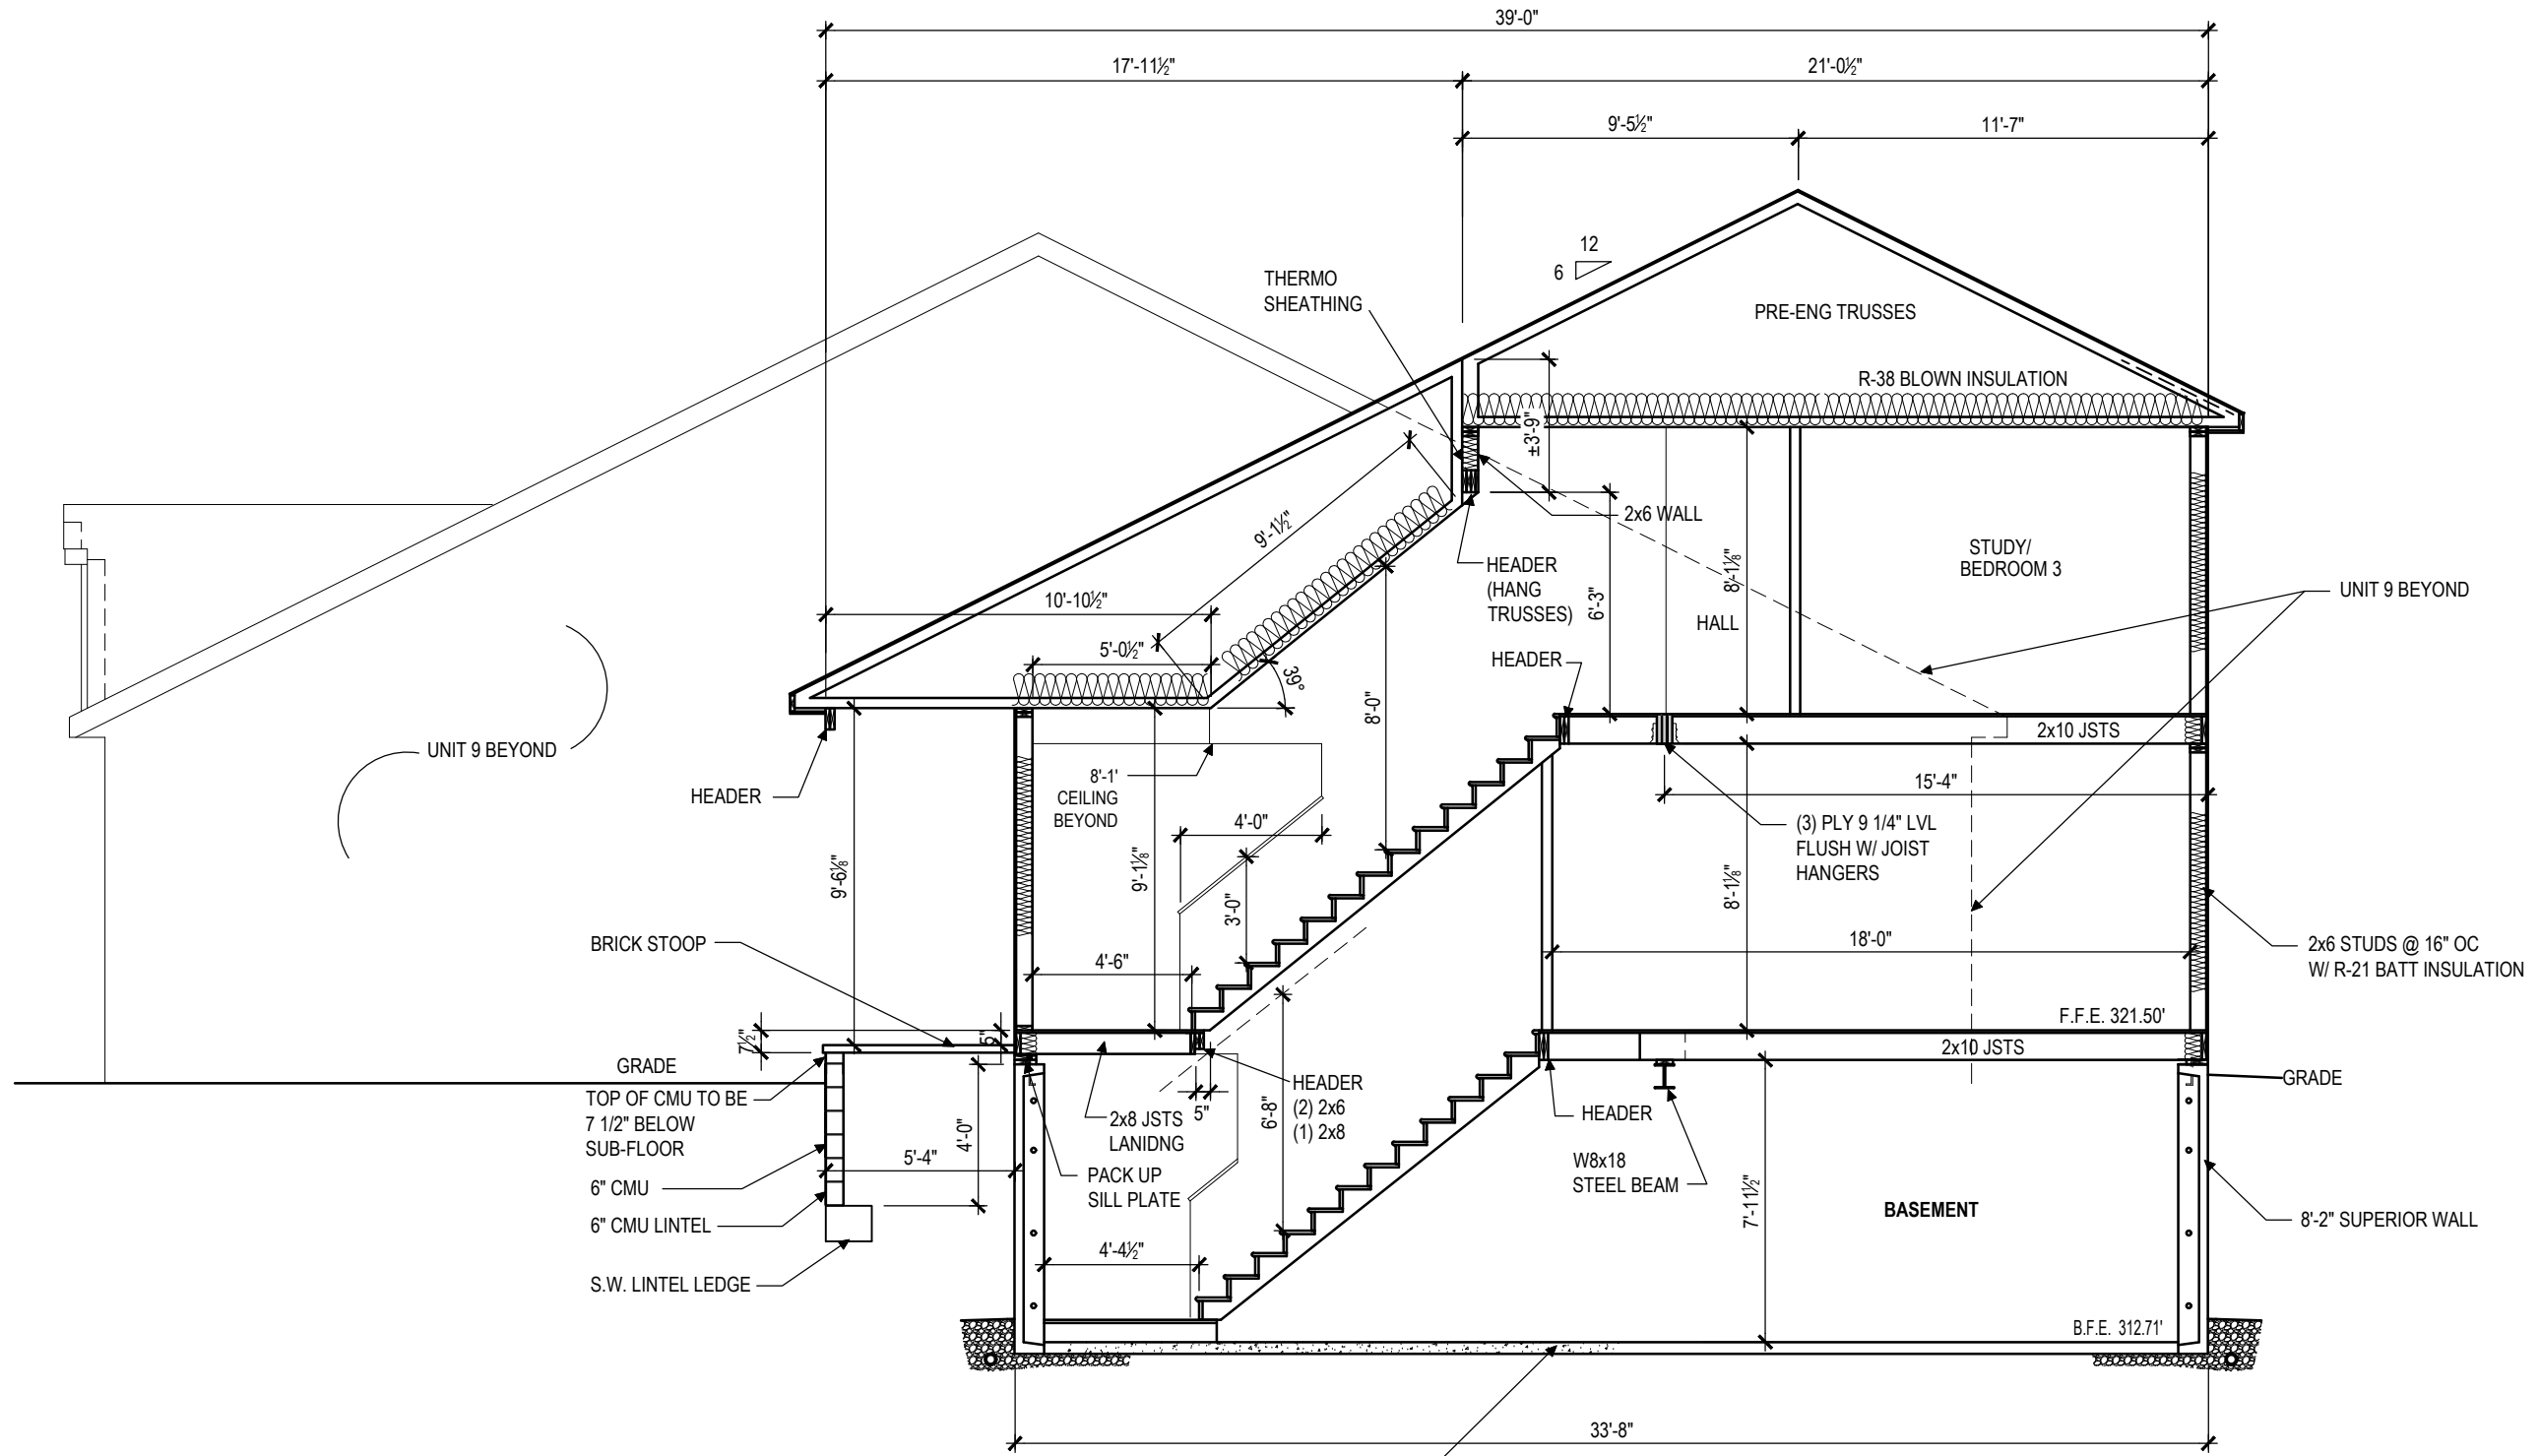 39'-0"
17'-11½"
21'-0½"
9'-5½"
11'-7"
12
6
THERMO
SHEATHING
PRE-ENG TRUSSES
R-38 BLOWN INSULATION
±3'-9"
2x6 WALL
9'-1½"
HEADER
(HANG
TRUSSES)
6'-3"
8'-1⅛"
HALL
STUDY/
BEDROOM 3
UNIT 9 BEYOND
10'-10½"
5'-0½"
39°
HEADER
8'-0"
2x10 JSTS
UNIT 9 BEYOND
HEADER
8'-1'
CEILING
BEYOND
15'-4"
4'-0"
(3) PLY 9 1/4" LVL
FLUSH W/ JOIST
HANGERS
9'-6⅛"
9'-1⅛"
3'-0"
8'-1⅛"
BRICK STOOP
4'-6"
18'-0"
2x6 STUDS @ 16" OC
W/ R-21 BATT INSULATION
F.F.E. 321.50'
7½"
5"
2x10 JSTS
GRADE
TOP OF CMU TO BE
7 1/2" BELOW
SUB-FLOOR
GRADE
HEADER
(2) 2x6
(1) 2x8
5"
6'-8"
2x8 JSTS
LANIDNG
HEADER
4'-0"
5'-4"
6" CMU
PACK UP
SILL PLATE
W8x18
STEEL BEAM
7'-11½"
BASEMENT
6" CMU LINTEL
8'-2" SUPERIOR WALL
4'-4½"
S.W. LINTEL LEDGE
B.F.E. 312.71'
33'-8"